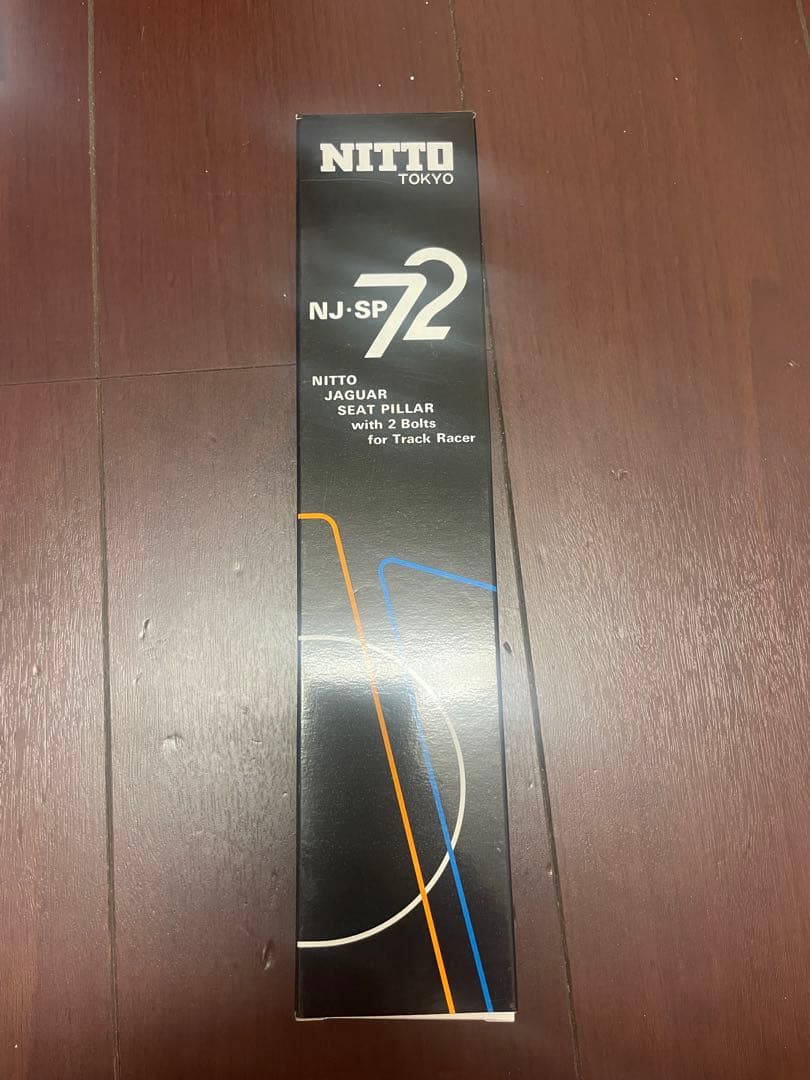 NITTO
TOKYO
NJ·SP72
NITTO
JAGUAR
SEAT PILLAR
with 2 Bolts
for Track Racer